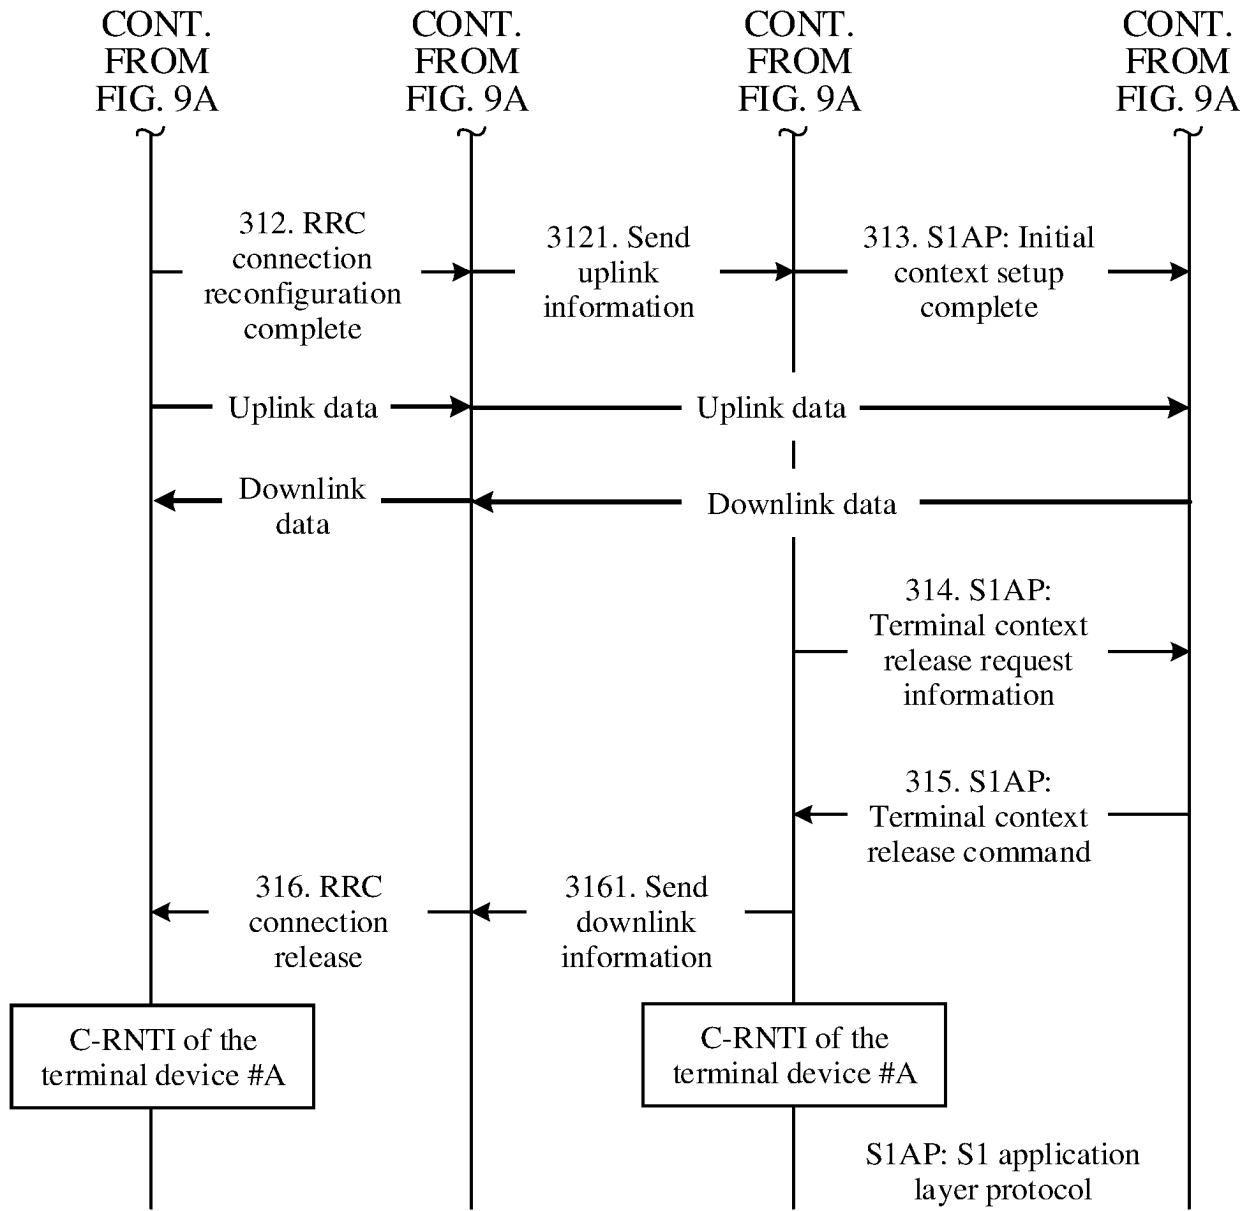 CONT.
FROM
FIG. 9A
CONT.
FROM
FIG. 9A
CONT.
FROM
FIG. 9A
CONT.
FROM
FIG. 9A
312. RRC
connection
reconfiguration
complete
3121. Send
uplink
information
313. S1AP: Initial
context setup
complete
Uplink data
Uplink data
Downlink
data
Downlink data
314. S1AP:
Terminal context
release request
information
315. S1AP:
Terminal context
release command
316. RRC
connection
release
3161. Send
downlink
information
C-RNTI of the
terminal device #A
C-RNTI of the
terminal device #A
S1AP: S1 application
layer protocol